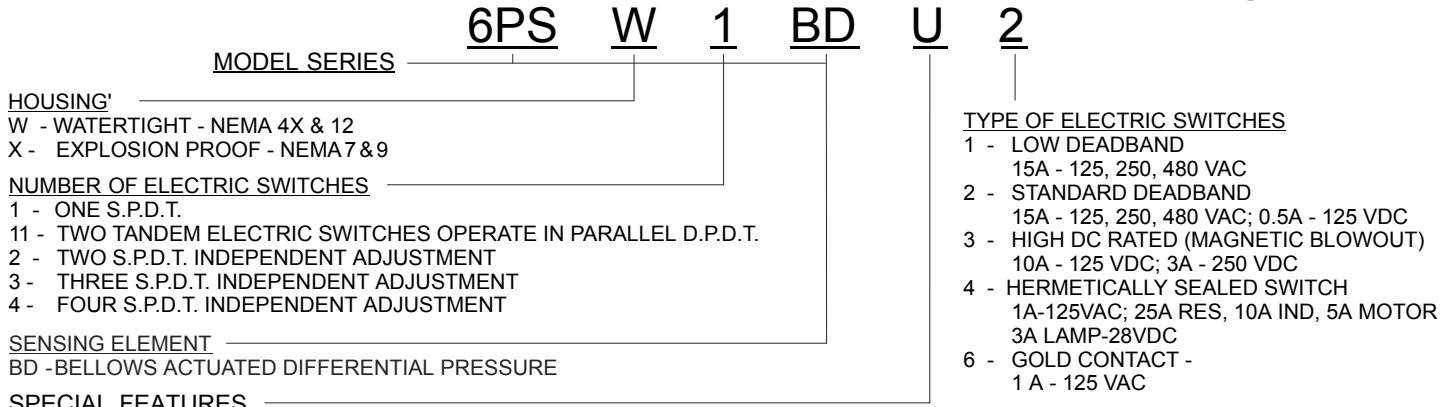 6PS W 1 BD U 2
MODEL SERIES
HOUSING'
W - WATERTIGHT - NEMA 4X & 12
X - EXPLOSION PROOF - NEMA 7 & 9
NUMBER OF ELECTRIC SWITCHES
1 - ONE S.P.D.T.
11 - TWO TANDEM ELECTRIC SWITCHES OPERATE IN PARALLEL D.P.D.T.
2 - TWO S.P.D.T. INDEPENDENT ADJUSTMENT
3 - THREE S.P.D.T. INDEPENDENT ADJUSTMENT
4 - FOUR S.P.D.T. INDEPENDENT ADJUSTMENT
SENSING ELEMENT
BD - BELLOWS ACTUATED DIFFERENTIAL PRESSURE
SPECIAL FEATURES
TYPE OF ELECTRIC SWITCHES
1 - LOW DEADBAND
15A - 125, 250, 480 VAC
2 - STANDARD DEADBAND
15A - 125, 250, 480 VAC; 0.5A - 125 VDC
3 - HIGH DC RATED (MAGNETIC BLOWOUT)
10A - 125 VDC; 3A - 250 VDC
4 - HERMETICALLY SEALED SWITCH
1A-125VAC; 25A RES, 10A IND, 5A MOTOR
3A LAMP-28VDC
6 - GOLD CONTACT -
1 A - 125 VAC